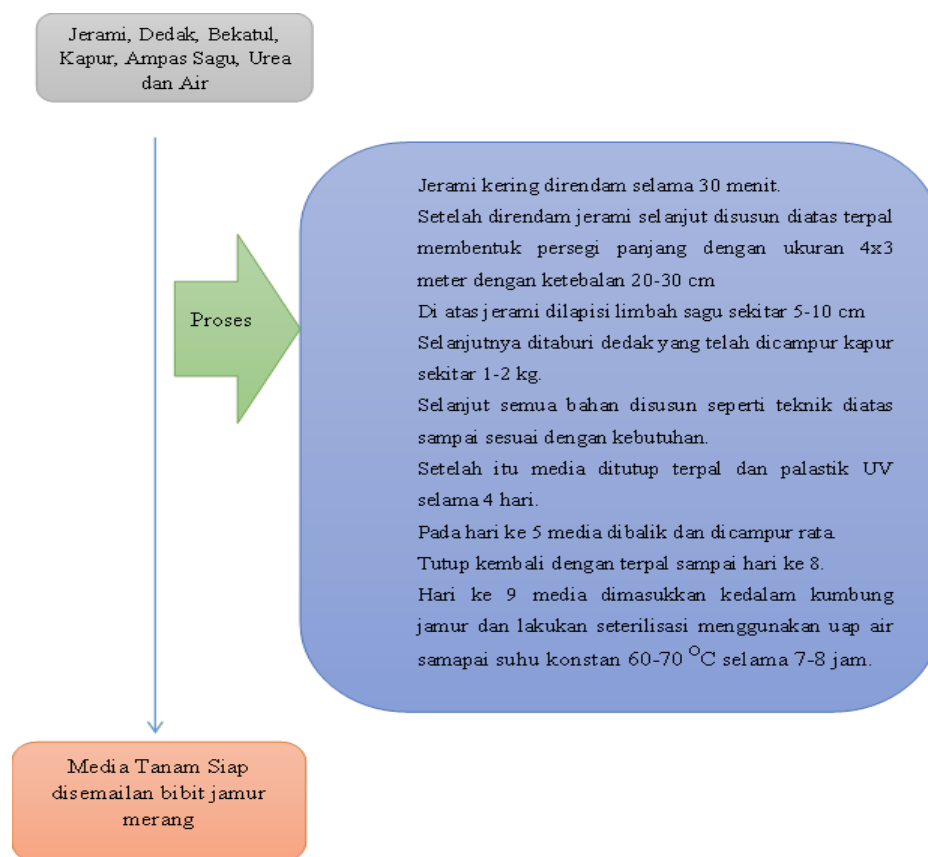 Jerami, Dedak, Bekatul,
Kapur, Ampas Sagu, Urea
dan Air
Proses
Jerami kering direndam selama 30 menit.
Setelah direndam jerami selanjut disusun diatas terpal
membentuk persegi panjang dengan ukuran 4x3
meter dengan ketebalan 20-30 cm
Di atas jerami dilapisi limbah sagu sekitar 5-10 cm
Selanjutnya ditaburi dedak yang telah dicampur kapur
sekitar 1-2 kg.
Selanjut semua bahan disusun seperti teknik diatas
sampai sesuai dengan kebutuhan.
Setelah itu media ditutup terpal dan palastik UV
selama 4 hari.
Pada hari ke 5 media dibalik dan dicampur rata
Tutup kembali dengan terpal sampai hari ke 8.
Hari ke 9 media dimasukkan kedalam kumbung
jamur dan lakukan seterilisasi menggunakan uap air
samapai suhu konstan 60-70 °C selama 7-8 jam.
Media Tanam Siap
disemailan bibit jamur
merang